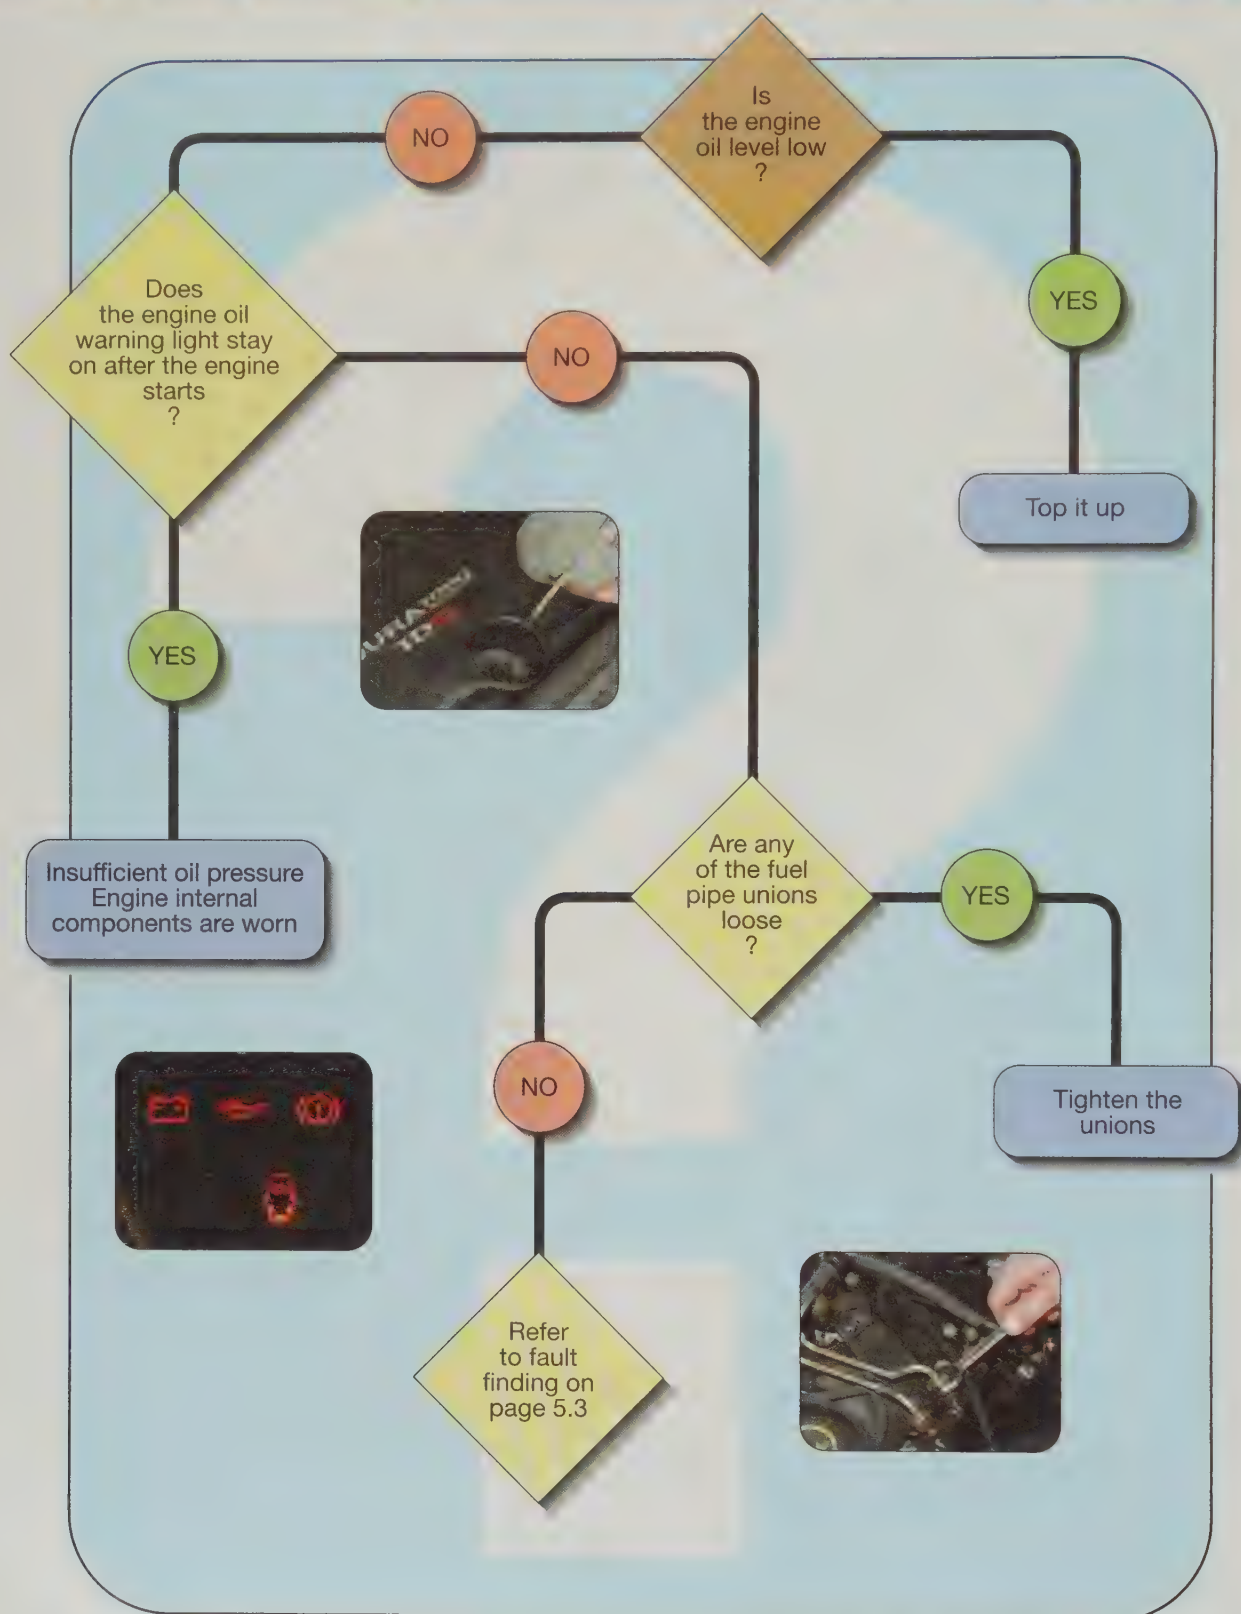 Is
the engine
oil level low
?
NO
YES
Does
the engine oil
warning light stay
on after the engine
starts
?
NO
Top it up
YES
Insufficient oil pressure
Engine internal
components are worn
Are any
of the fuel
pipe unions
loose
?
YES
NO
Tighten the
unions
Refer
to fault
finding on
page 5.3